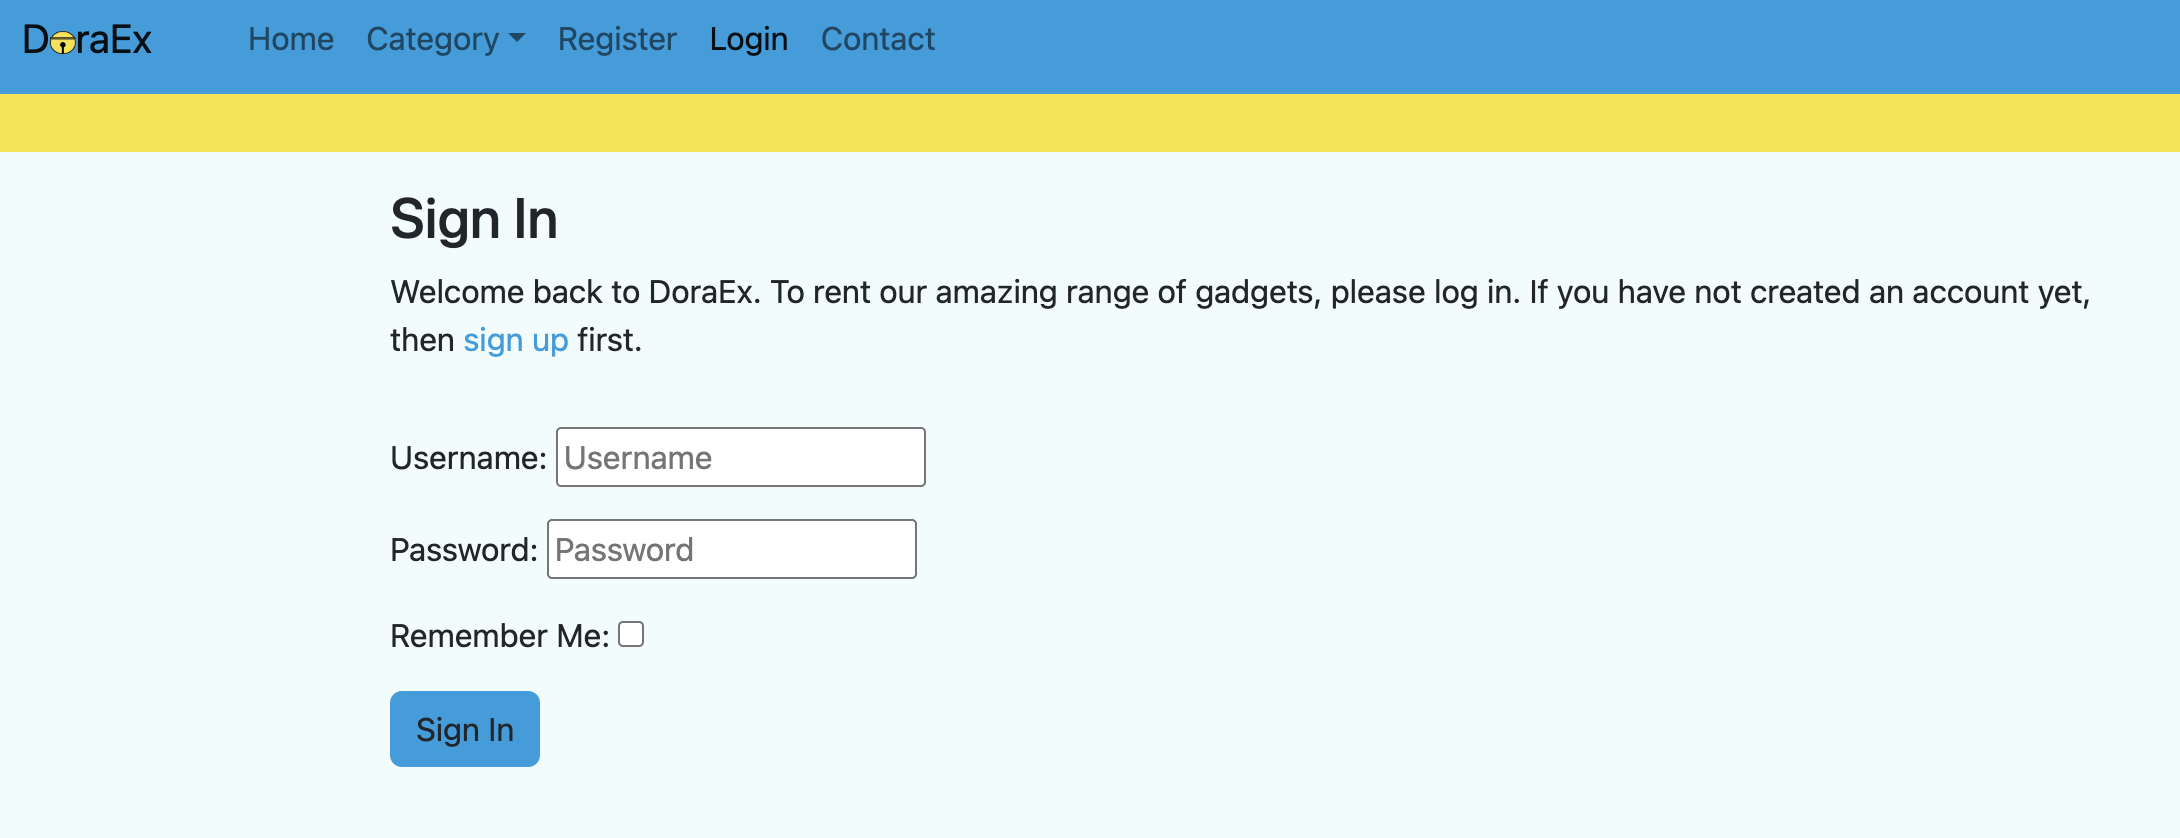 DoraEx Home Category Register Login Contact
Sign In
Welcome back to DoraEx. To rent our amazing range of gadgets, please log in. If you have not created an account yet,
then sign up first.
Username: Username
Password: Password
Remember Me:
Sign In